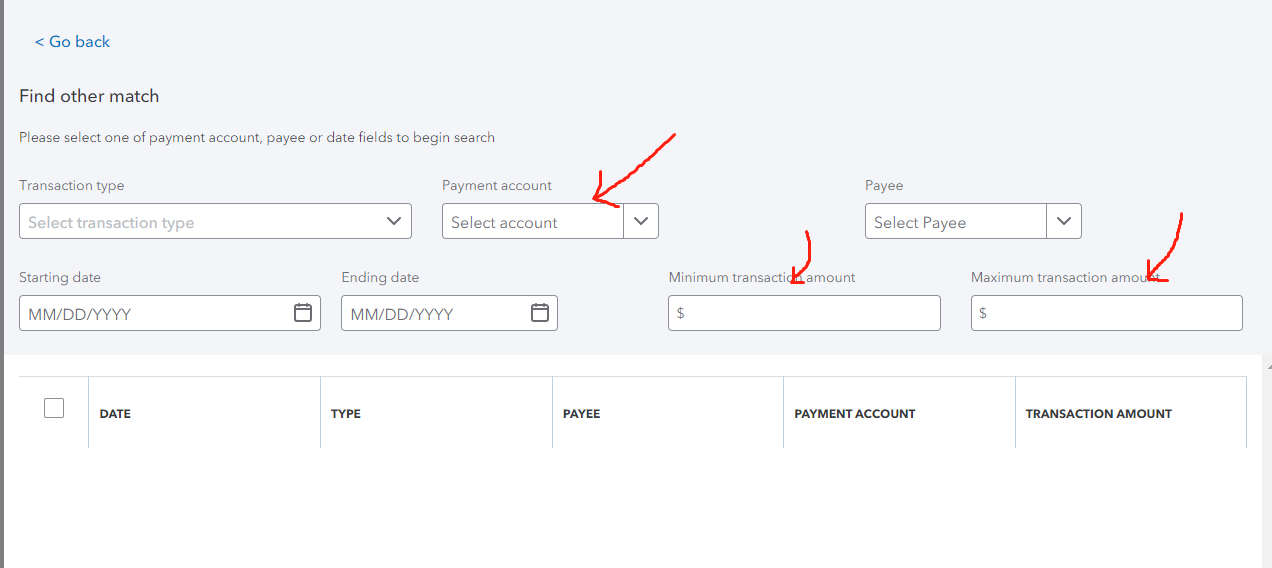 < Go back
Find other match
Please select one of payment account, payee or date fields to begin search
Transaction type Payment account Payee
Select transaction type Select account Select Payee
Starting date Ending date Minimum transaction amount Maximum transaction amount
MM/DD/YYYY MM/DD/YYYY $ $
DATE TYPE PAYEE PAYMENT ACCOUNT TRANSACTION AMOUNT